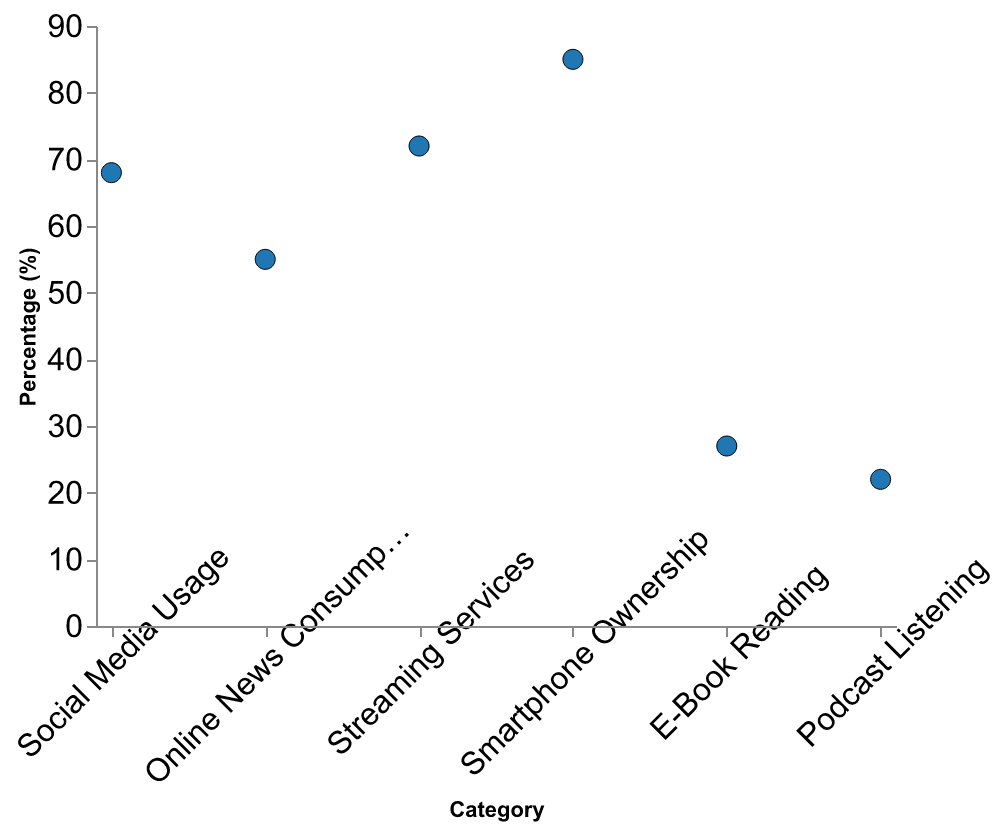 90
80
70
60
50
40
30
20
10
0
Percentage (%)
Social Media Usage
Online News Consump…
Streaming Services
Smartphone Ownership
E-Book Reading
Podcast Listening
Category